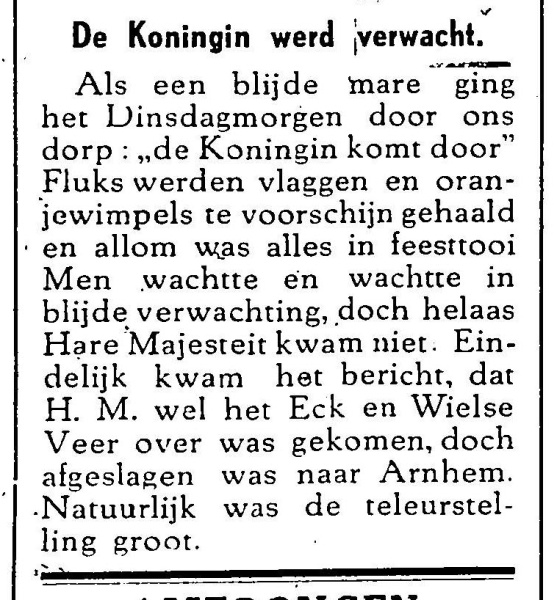 De Koningin werd verwacht.
Als een blijde mare ging
het Dinsdagmorgen door ons
dorp : „de Koningin komt door”
Fluks werden vlaggen en oran-
jewimpels te voorschijn gehaald
en allom was alles in feesttooi
Men wachtte en wachtte in
blijde verwachting, doch helaas
Hare Majesteit kwam niet. Ein-
delijk kwam het bericht, dat
H. M. wel het Eck en Wielse
Veer over was gekomen, doch
afgeslagen was naar Arnhem.
Natuurlijk was de teleurstel-
ling groot.